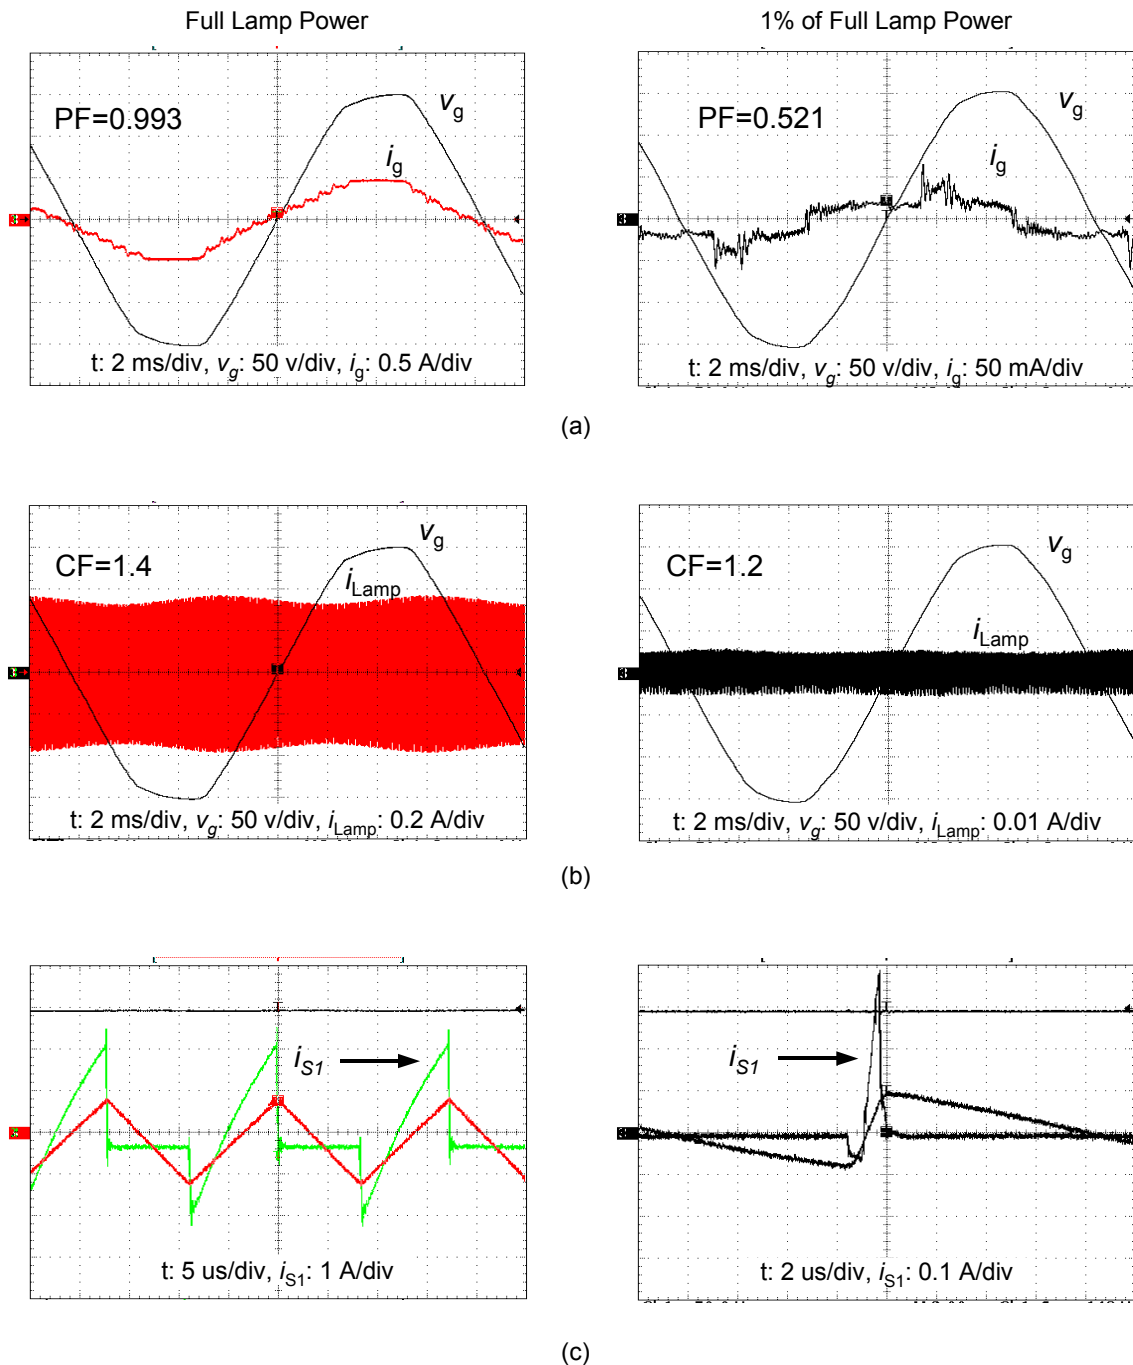 Full Lamp Power
1% of Full Lamp Power
PF=0.993
vg
ig
t: 2 ms/div, vg: 50 v/div, ig: 0.5 A/div
PF=0.521
vg
ig
t: 2 ms/div, vg: 50 v/div, ig: 50 mA/div
(a)
CF=1.4
vg
iLamp
t: 2 ms/div, vg: 50 v/div, iLamp: 0.2 A/div
CF=1.2
vg
iLamp
t: 2 ms/div, vg: 50 v/div, iLamp: 0.01 A/div
(b)
iS1
t: 5 us/div, iS1: 1 A/div
iS1
t: 2 us/div, iS1: 0.1 A/div
(c)